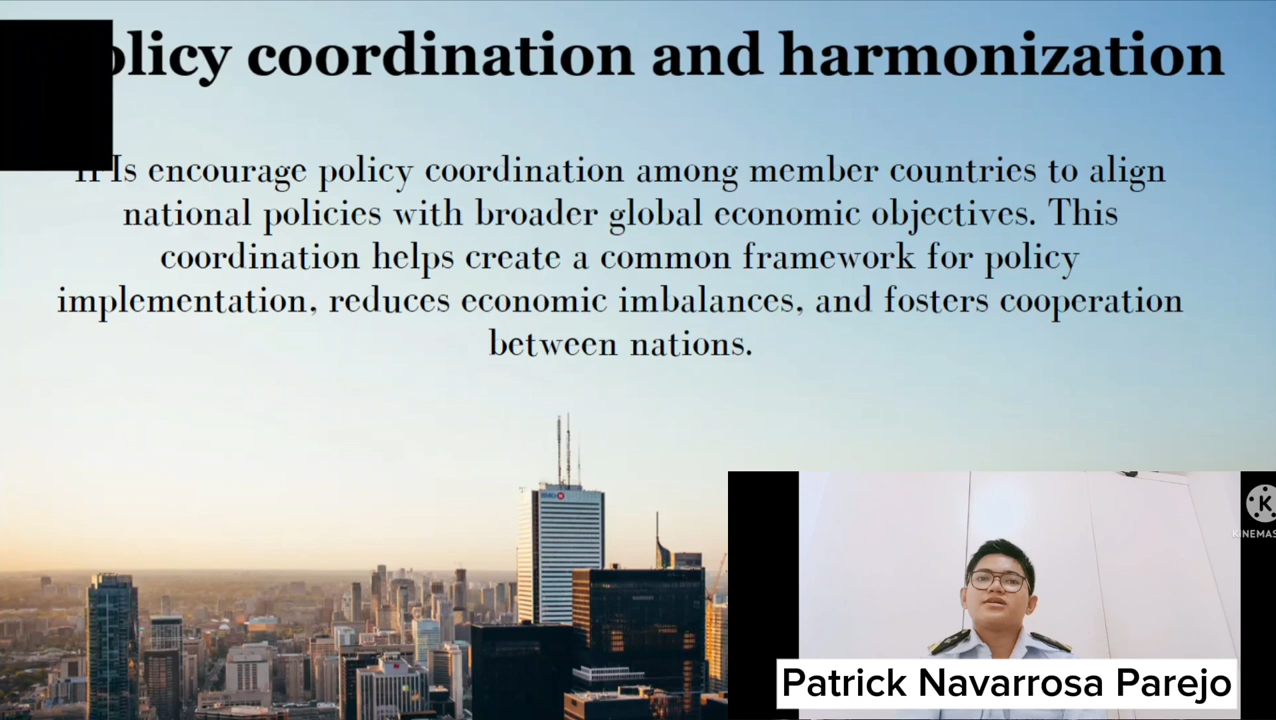 olicy coordination and harmonization
Is encourage policy coordination among member countries to align
national policies with broader global economic objectives. This
coordination helps create a common framework for policy
implementation, reduces economic imbalances, and fosters cooperation
between nations.
BMO
K
KINEMAS
Patrick Navarrosa Parejo